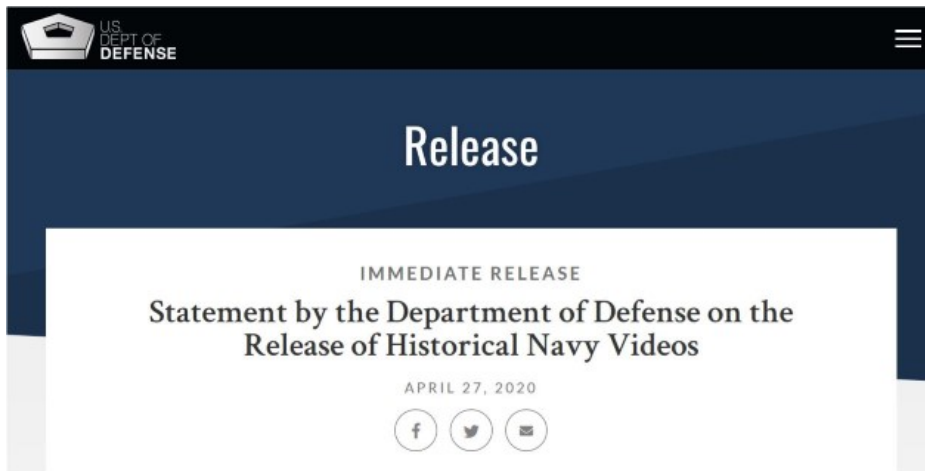 U.S.
DEPT OF
DEFENSE
Release
IMMEDIATE RELEASE
Statement by the Department of Defense on the
Release of Historical Navy Videos
APRIL 27, 2020